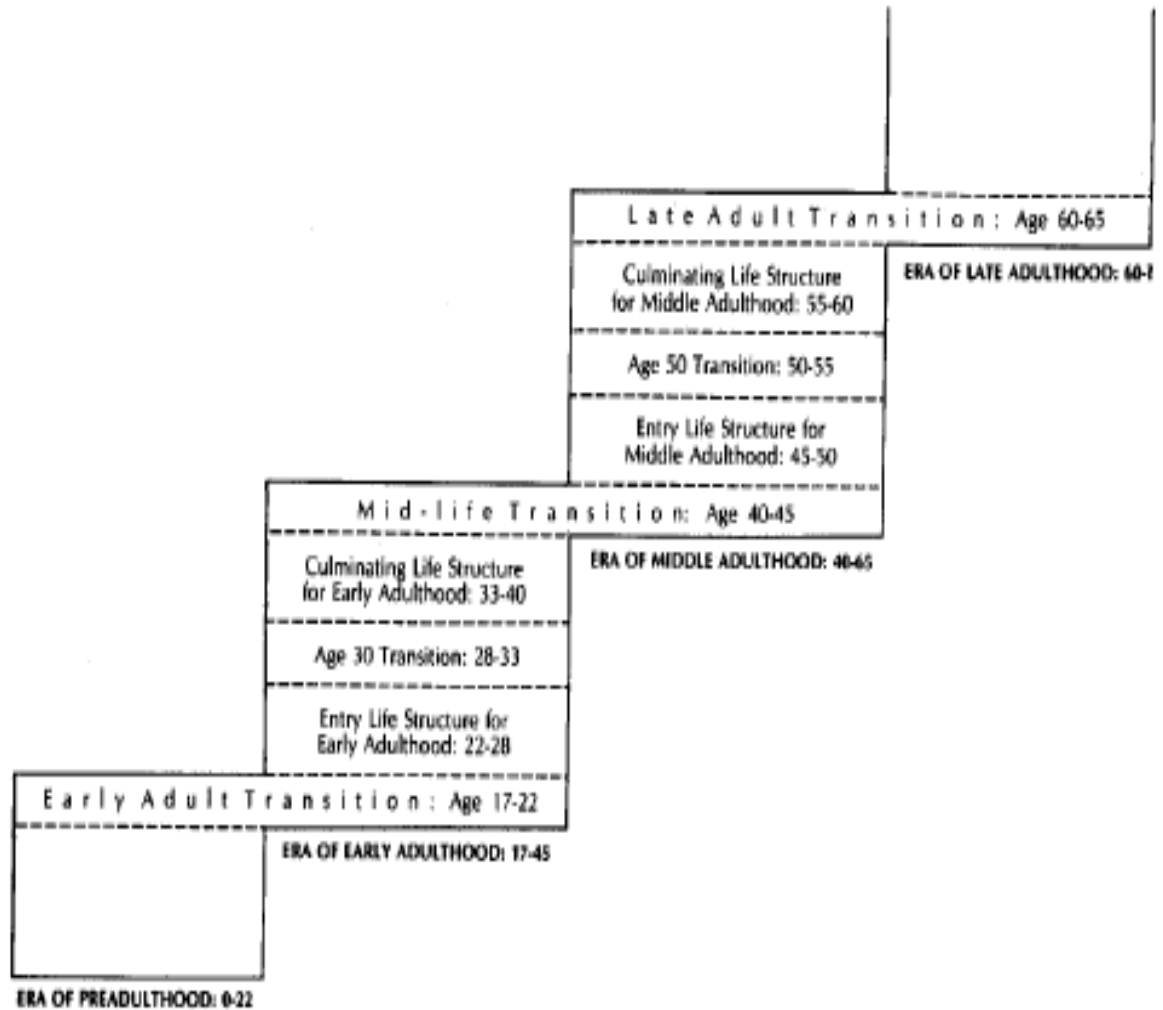 Late Adult Transition: Age 60-65
ERA OF LATE ADULTHOOD: 60-?
Culminating Life Structure
for Middle Adulthood: 55-60
Age 50 Transition: 50-55
Entry Life Structure for
Middle Adulthood: 45-50
Mid-life Transition: Age 40-45
ERA OF MIDDLE ADULTHOOD: 40-65
Culminating Life Structure
for Early Adulthood: 33-40
Age 30 Transition: 28-33
Entry Life Structure for
Early Adulthood: 22-28
Early Adult Transition: Age 17-22
ERA OF EARLY ADULTHOOD: 17-45
ERA OF PREADULTHOOD: 0-22